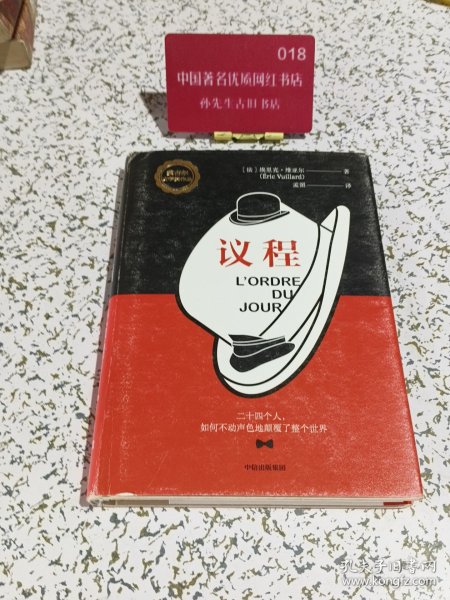 018
中国著名优质网红书店
孙先生古旧书店
[法] 埃里克·维亚尔 著
(Éric Vuillard)
孟湄 译
议程
L'ORDRE
DU
JOUR
二十四个人，
如何不动声色地颠覆了整个世界
中信出版集团
孔夫子旧书网
www.kongfz.com